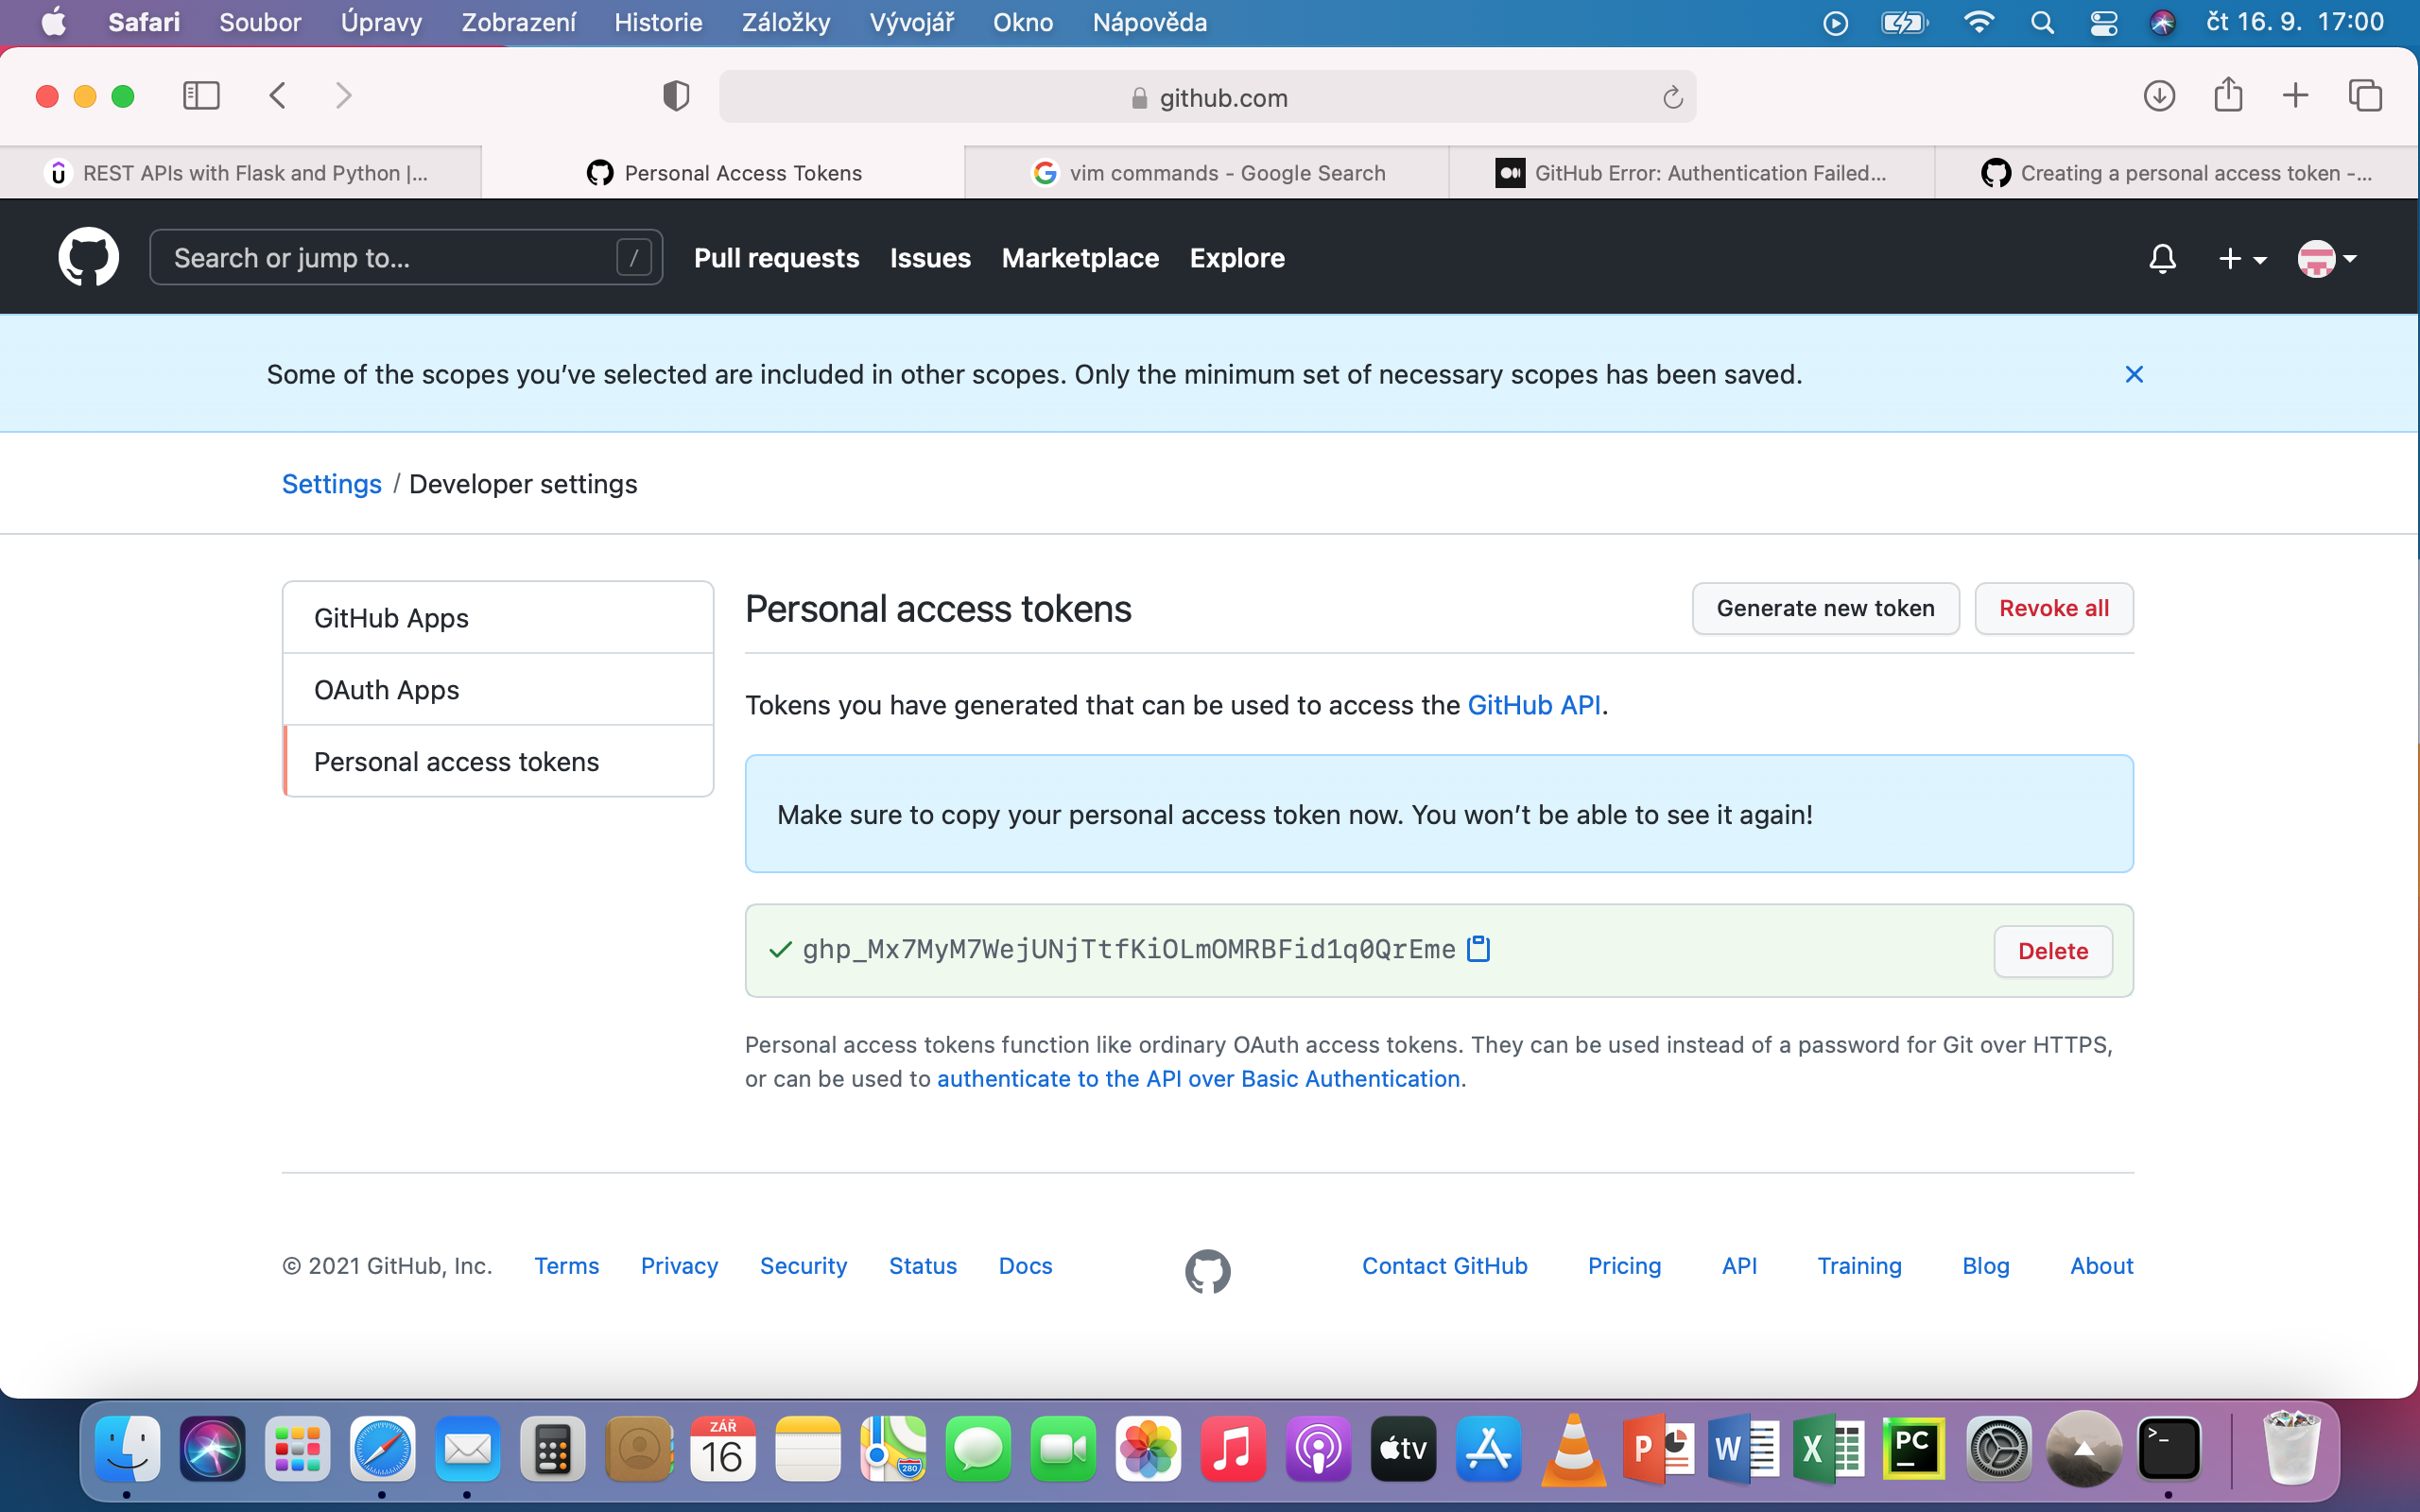 Safari Soubor Úpravy Zobrazení Historie Záložky Vývojář Okno Nápověda čt 16. 9. 17:00
github.com
REST APIs with Flask and Python |... Personal Access Tokens vim commands - Google Search GitHub Error: Authentication Failed... Creating a personal access token -...
Search or jump to... / Pull requests Issues Marketplace Explore
Some of the scopes you’ve selected are included in other scopes. Only the minimum set of necessary scopes has been saved.
Settings / Developer settings
GitHub Apps
OAuth Apps
Personal access tokens
Personal access tokens Generate new token Revoke all
Tokens you have generated that can be used to access the GitHub API.
Make sure to copy your personal access token now. You won’t be able to see it again!
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 Delete
Personal access tokens function like ordinary OAuth access tokens. They can be used instead of a password for Git over HTTPS,
or can be used to authenticate to the API over Basic Authentication.
© 2021 GitHub, Inc. Terms Privacy Security Status Docs Contact GitHub Pricing API Training Blog About
ZÁŘ
16
280
tv
P
W
X
PC
>_